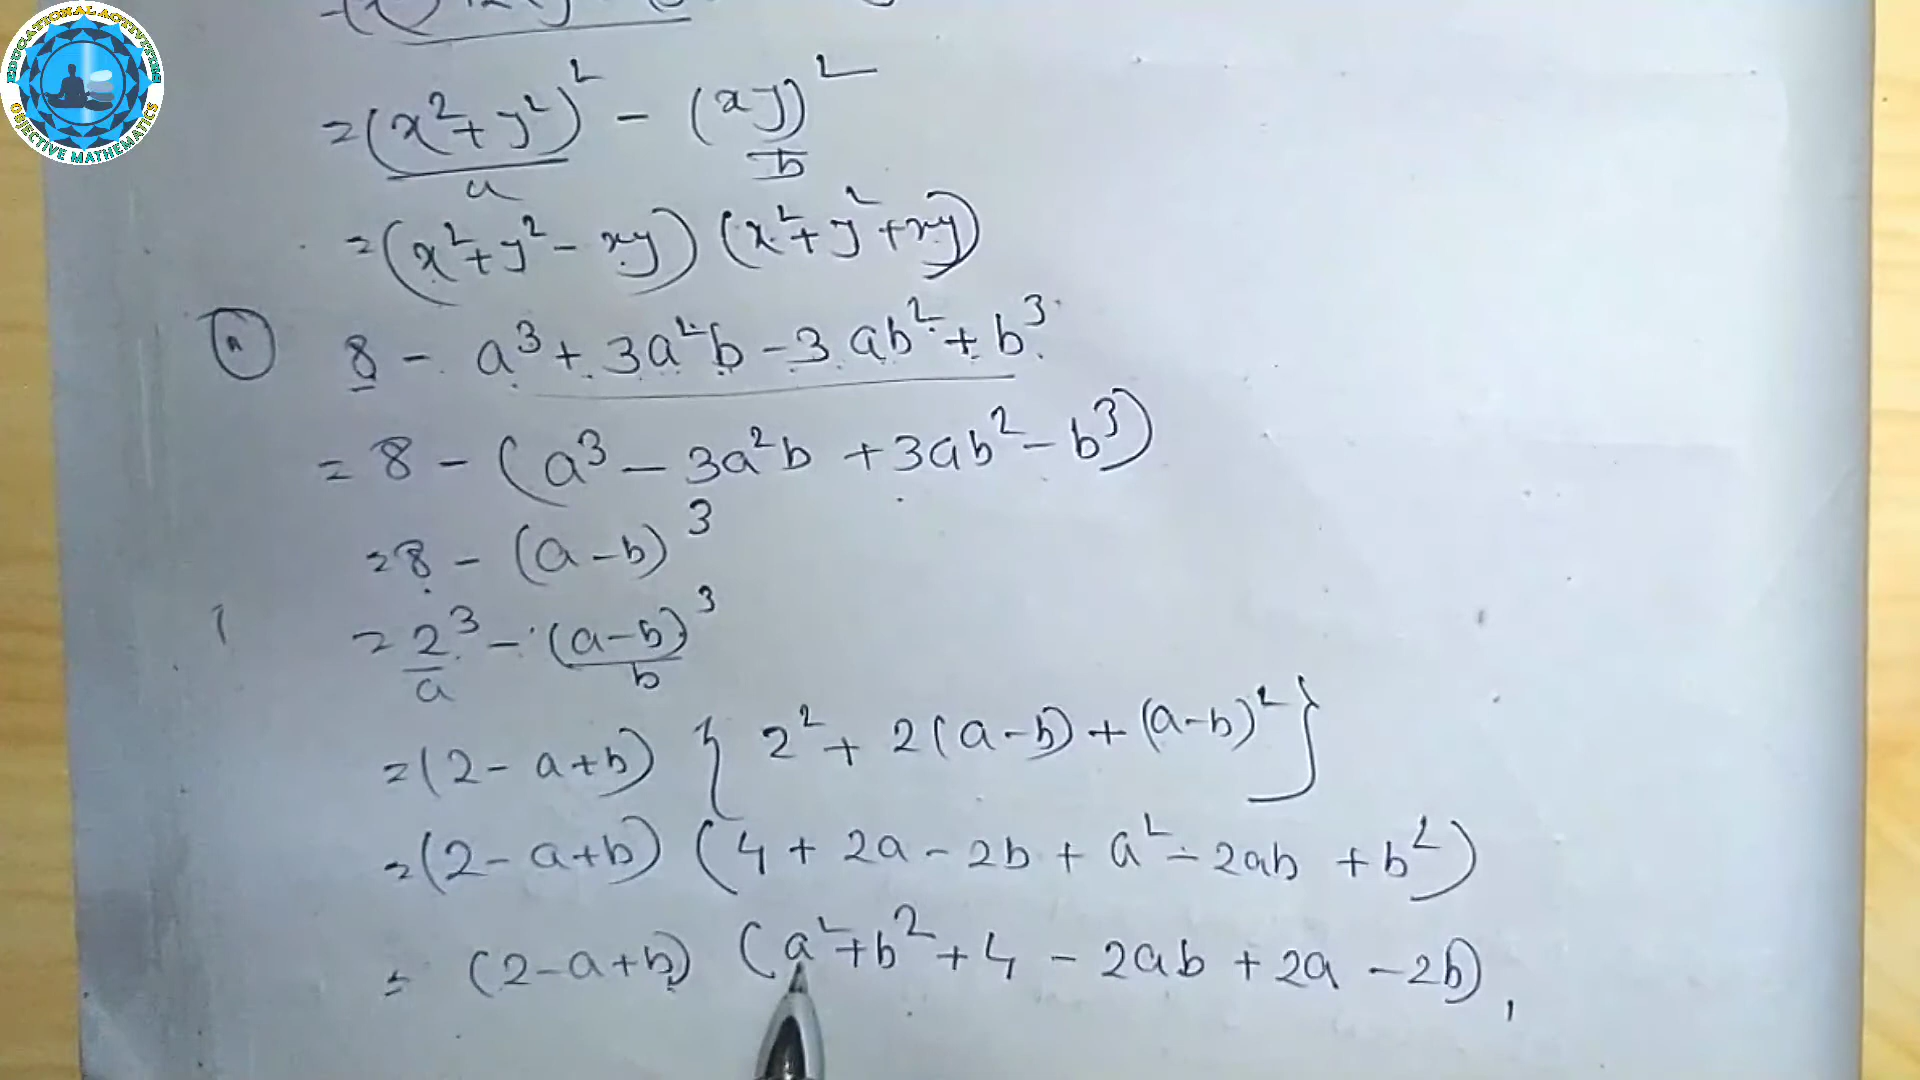 EDUCATIONAL ACTIVITIES
OBJECTIVE MATHEMATICS
= (x² + y²)² - (xy)²
a b
= (x² + y² - xy) (x² + y² + xy)
8 - a³ + 3a²b - 3ab² + b³
= 8 - (a³ - 3a²b + 3ab² - b³)
= 8 - (a - b)³
= 2³ - (a - b)³
a b
= (2 - a + b) { 2² + 2(a - b) + (a - b)² }
= (2 - a + b) (4 + 2a - 2b + a² - 2ab + b²)
= (2 - a + b) (a² + b² + 4 - 2ab + 2a - 2b),